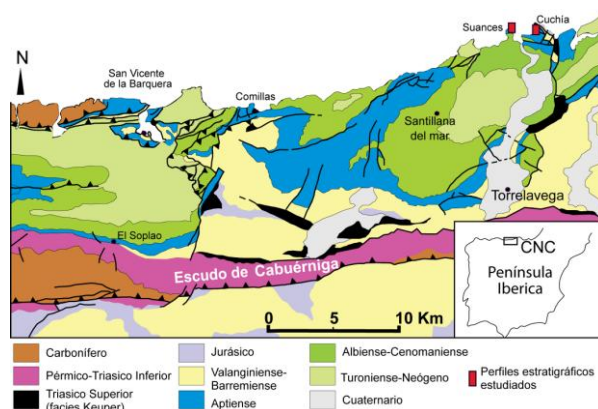 Suances
Cuchía
N
San Vicente
de la Barquera
Comillas
Santillana
del mar
Torrelavega
El Soplao
Escudo de Cabuérniga
CNC
Península
Iberica
0 5 10 Km
Carbonífero
Jurásico
Albiense-Cenomaniense
Pérmico-Triasico Inferior
Valanginiense-
Barremiense
Turoniense-Neógeno
Perfiles estratigráficos
estudiados
Triasico Superior
(facies Keuper)
Aptiense
Cuaternario